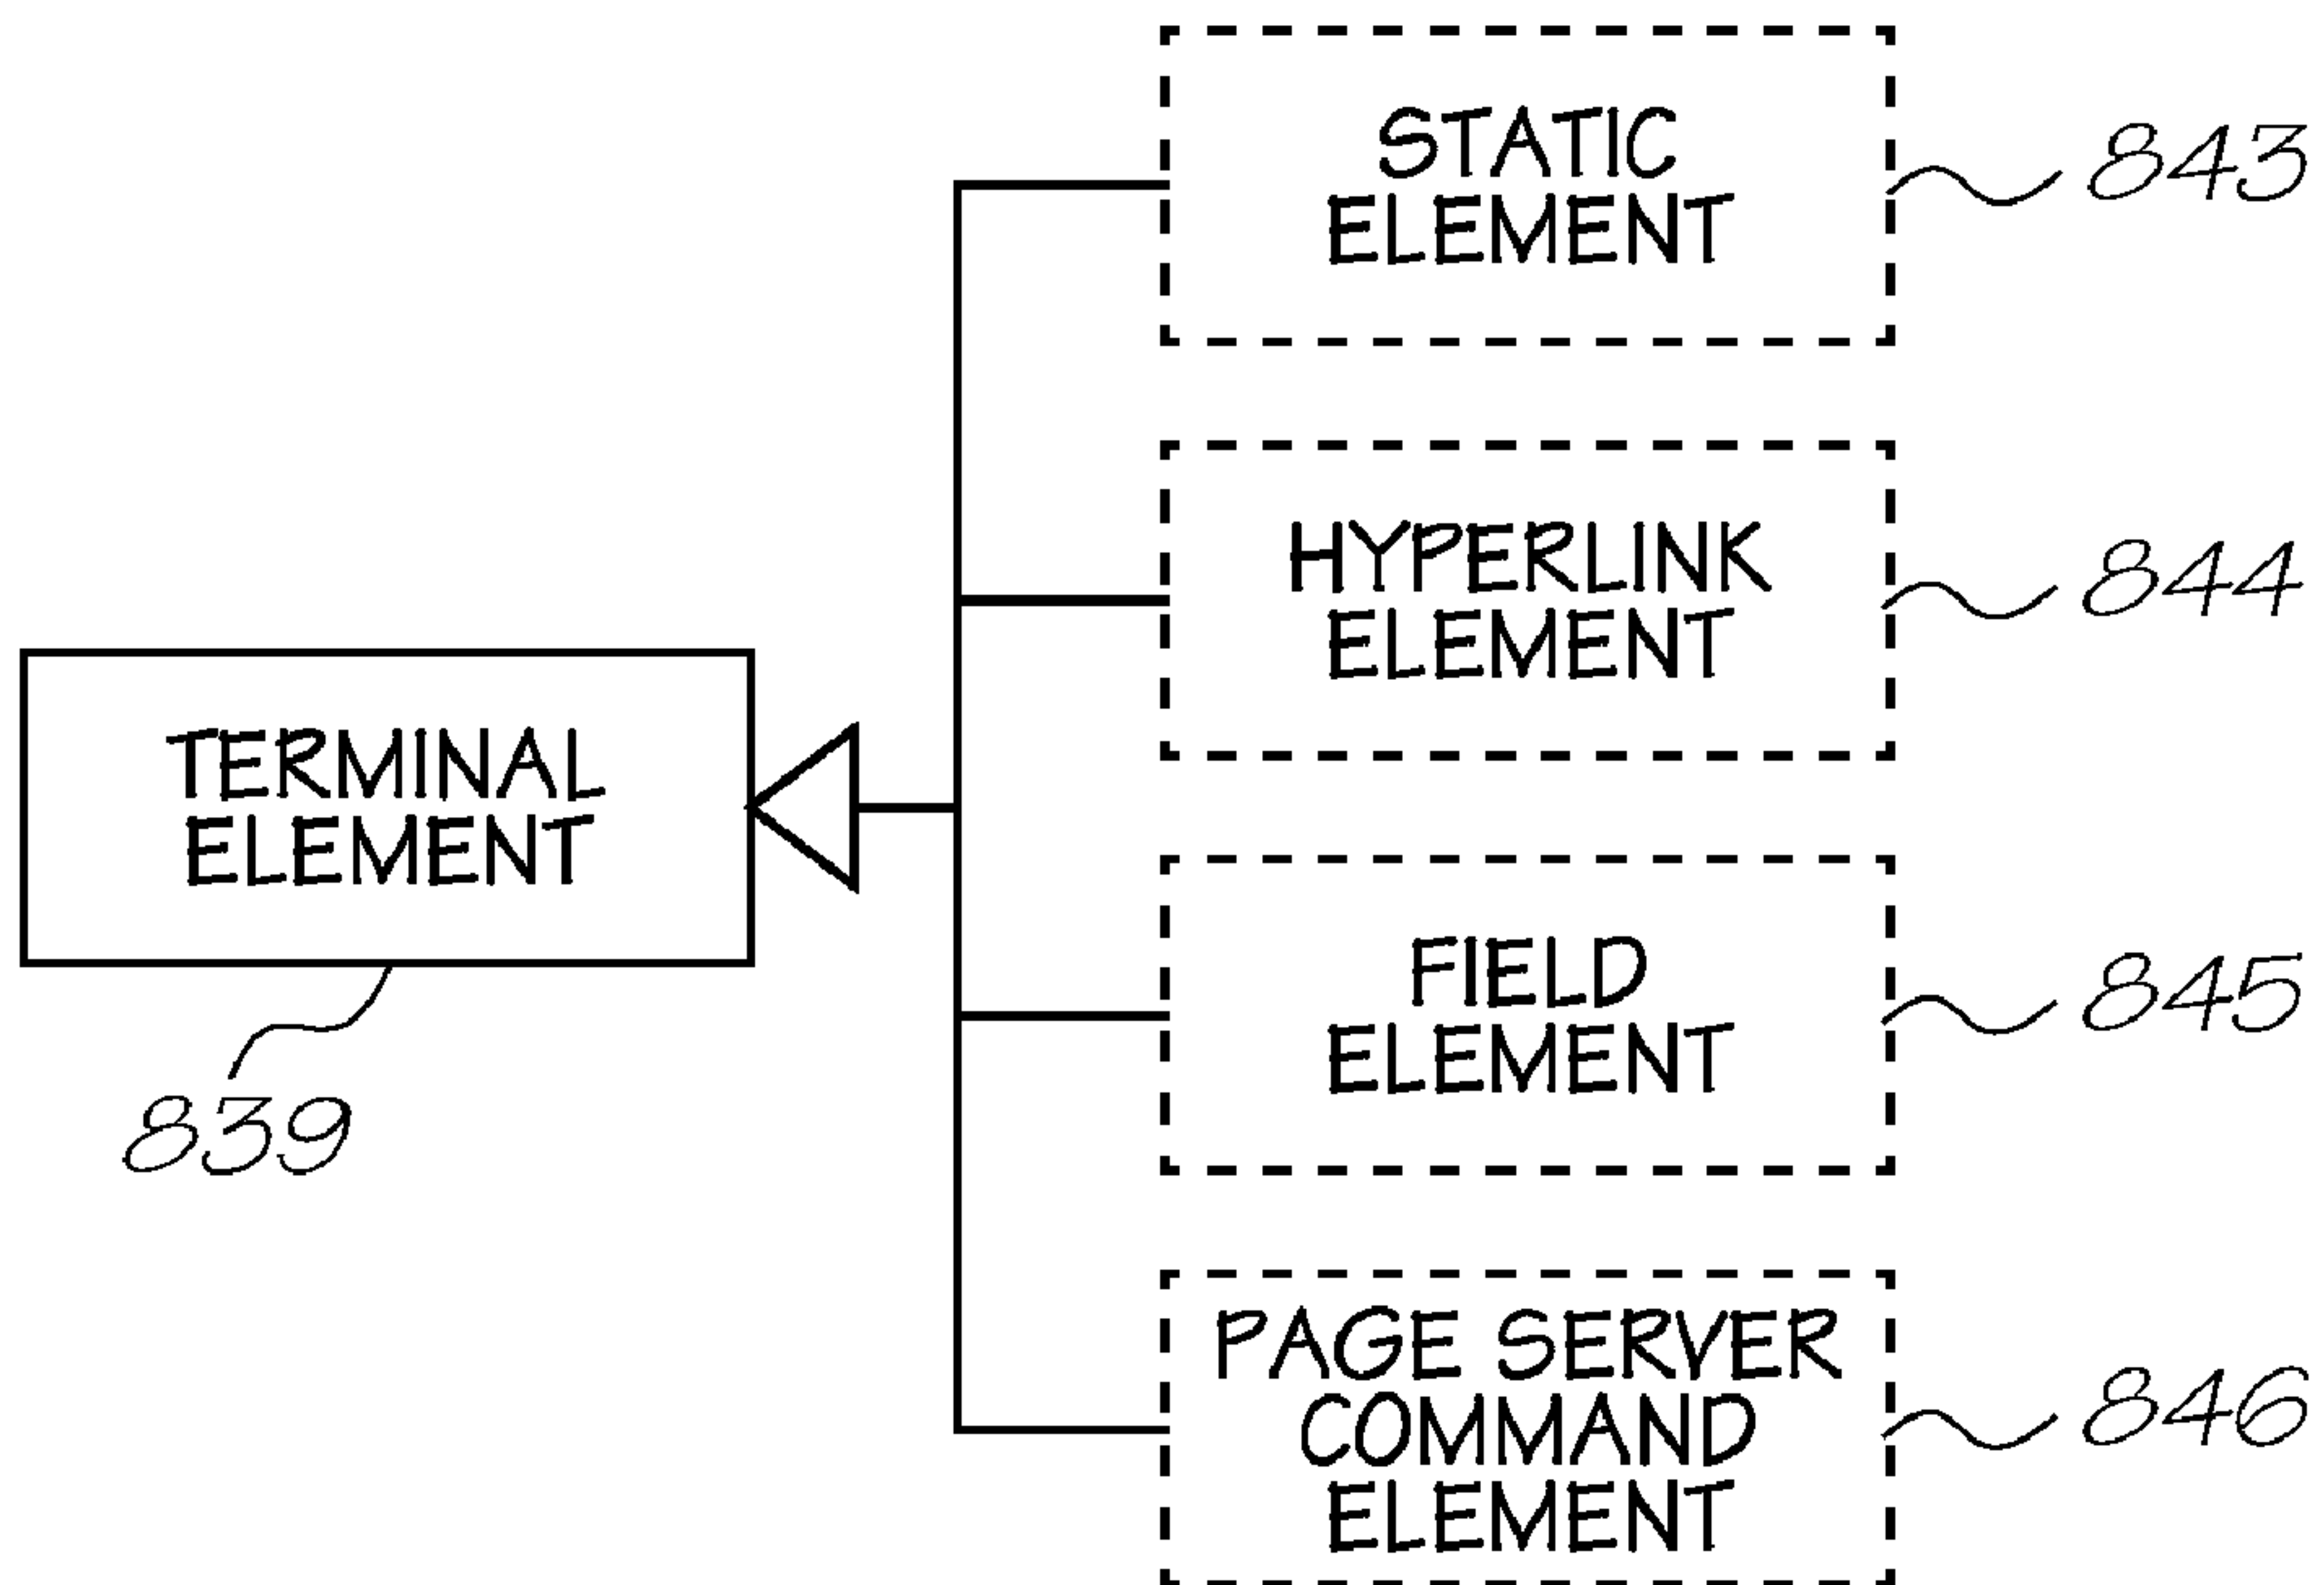 STATIC
ELEMENT
843
HYPERLINK
ELEMENT
844
TERMINAL
ELEMENT
839
FIELD
ELEMENT
845
PAGE SERVER
COMMAND
ELEMENT
846